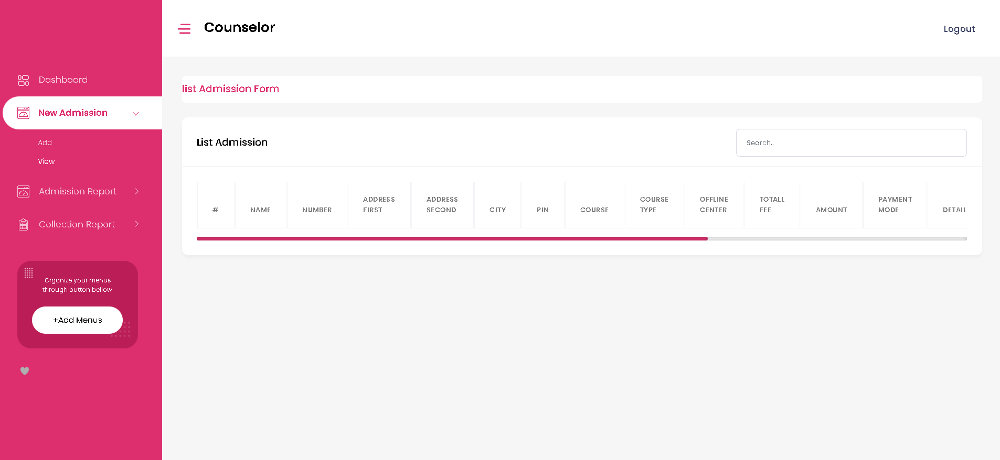 Counselor
Logout
Dashboard
New Admission
Add
View
Admission Report
Collection Report
Organize your menus
through button bellow
+Add Menus
list Admission Form
List Admission
Search..
# NAME NUMBER ADDRESS FIRST ADDRESS SECOND CITY PIN COURSE COURSE TYPE OFFLINE CENTER TOTALL FEE AMOUNT PAYMENT MODE DETAIL